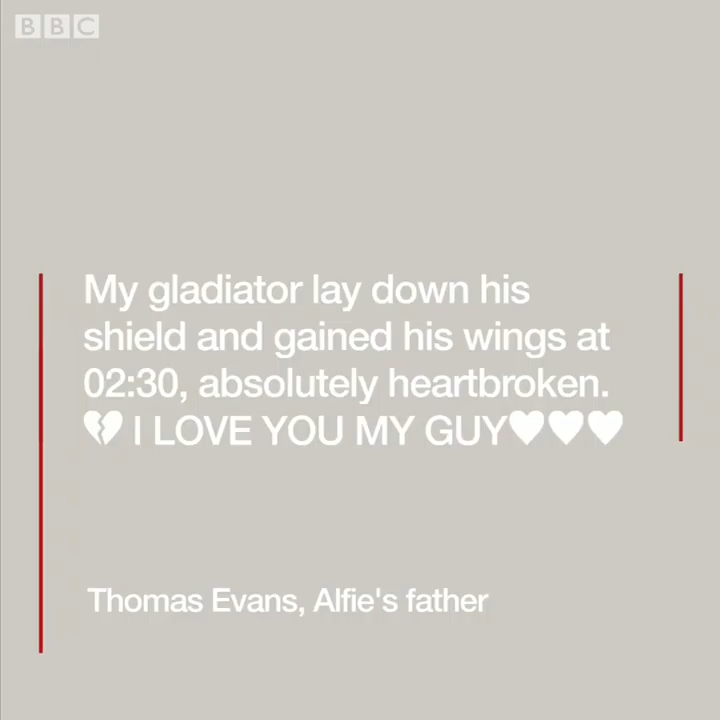 BBC
My gladiator lay down his
shield and gained his wings at
02:30, absolutely heartbroken.
💔 I LOVE YOU MY GUY♥♥♥
Thomas Evans, Alfie's father